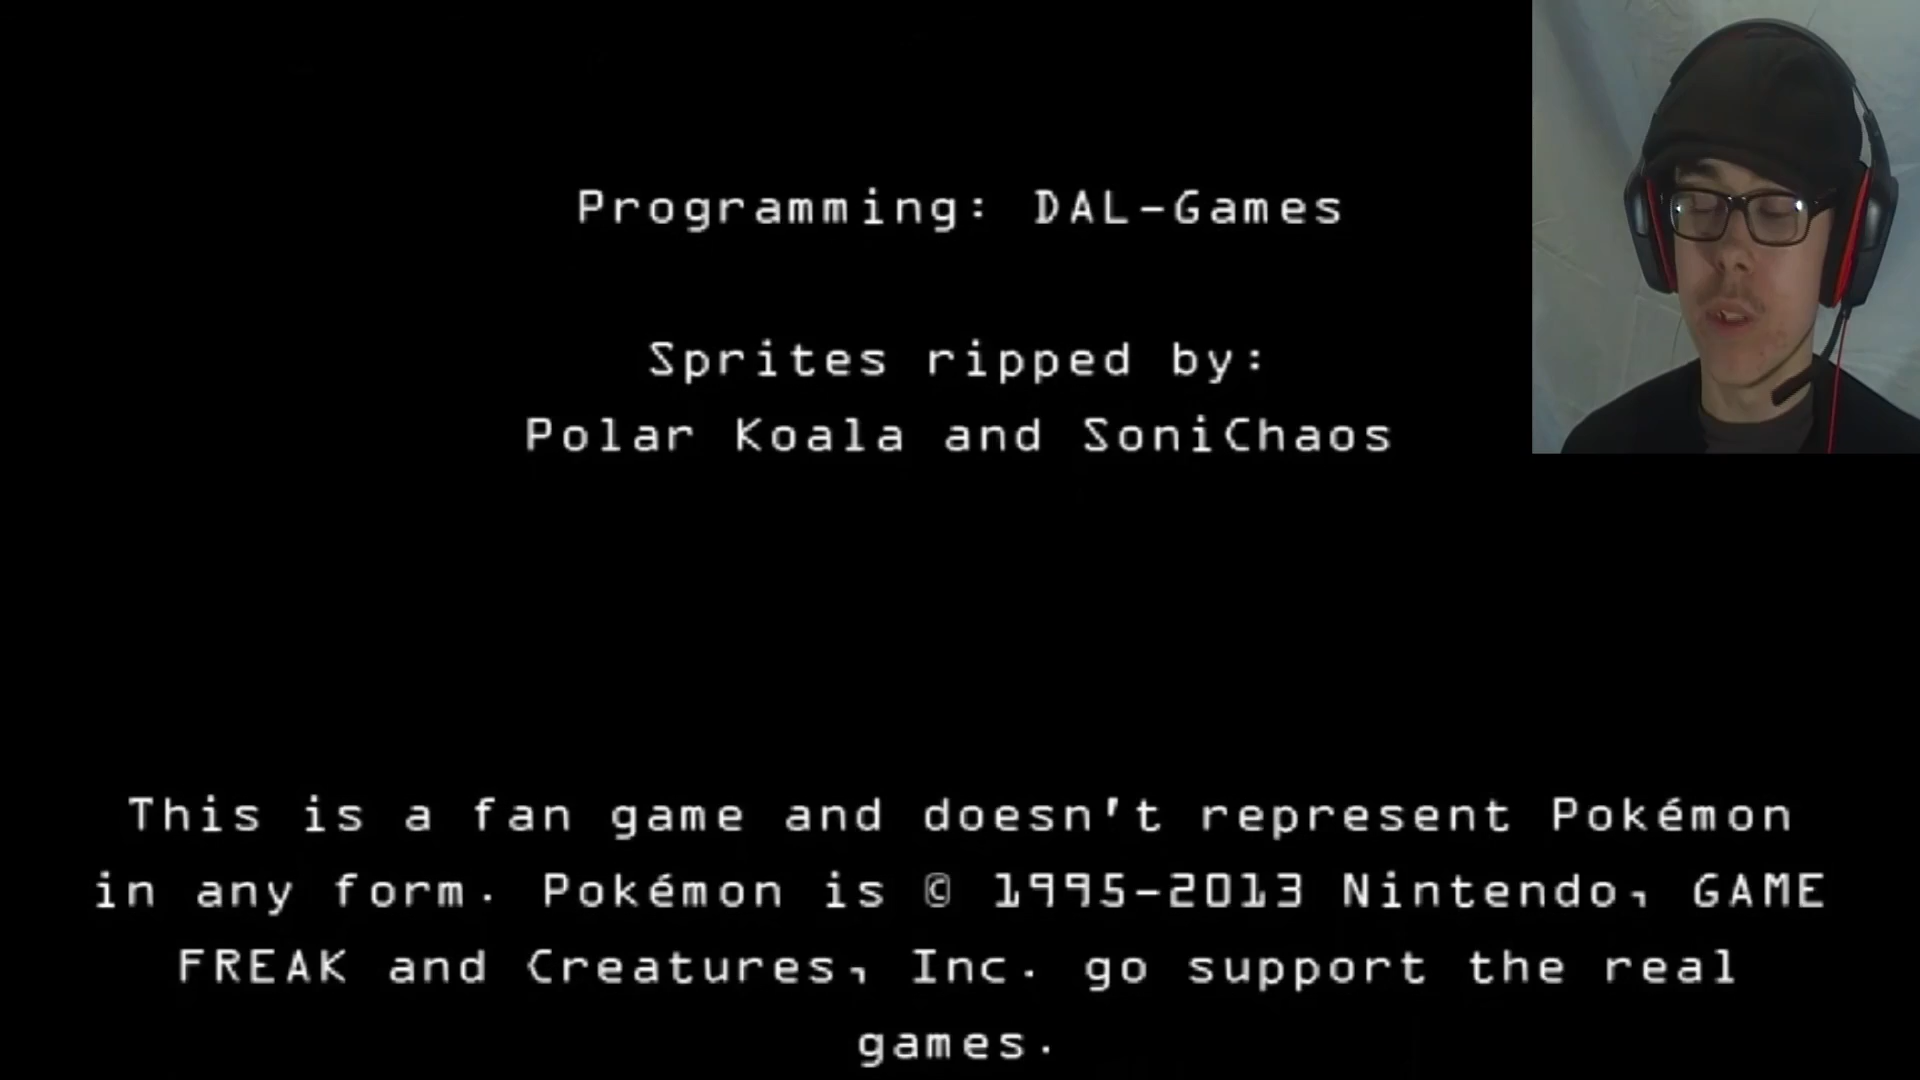 Programming: DAL-Games
Sprites ripped by:
Polar Koala and SoniChaos
This is a fan game and doesn't represent Pokémon
in any form. Pokémon is © 1995-2013 Nintendo, GAME
FREAK and Creatures, Inc. go support the real
games.